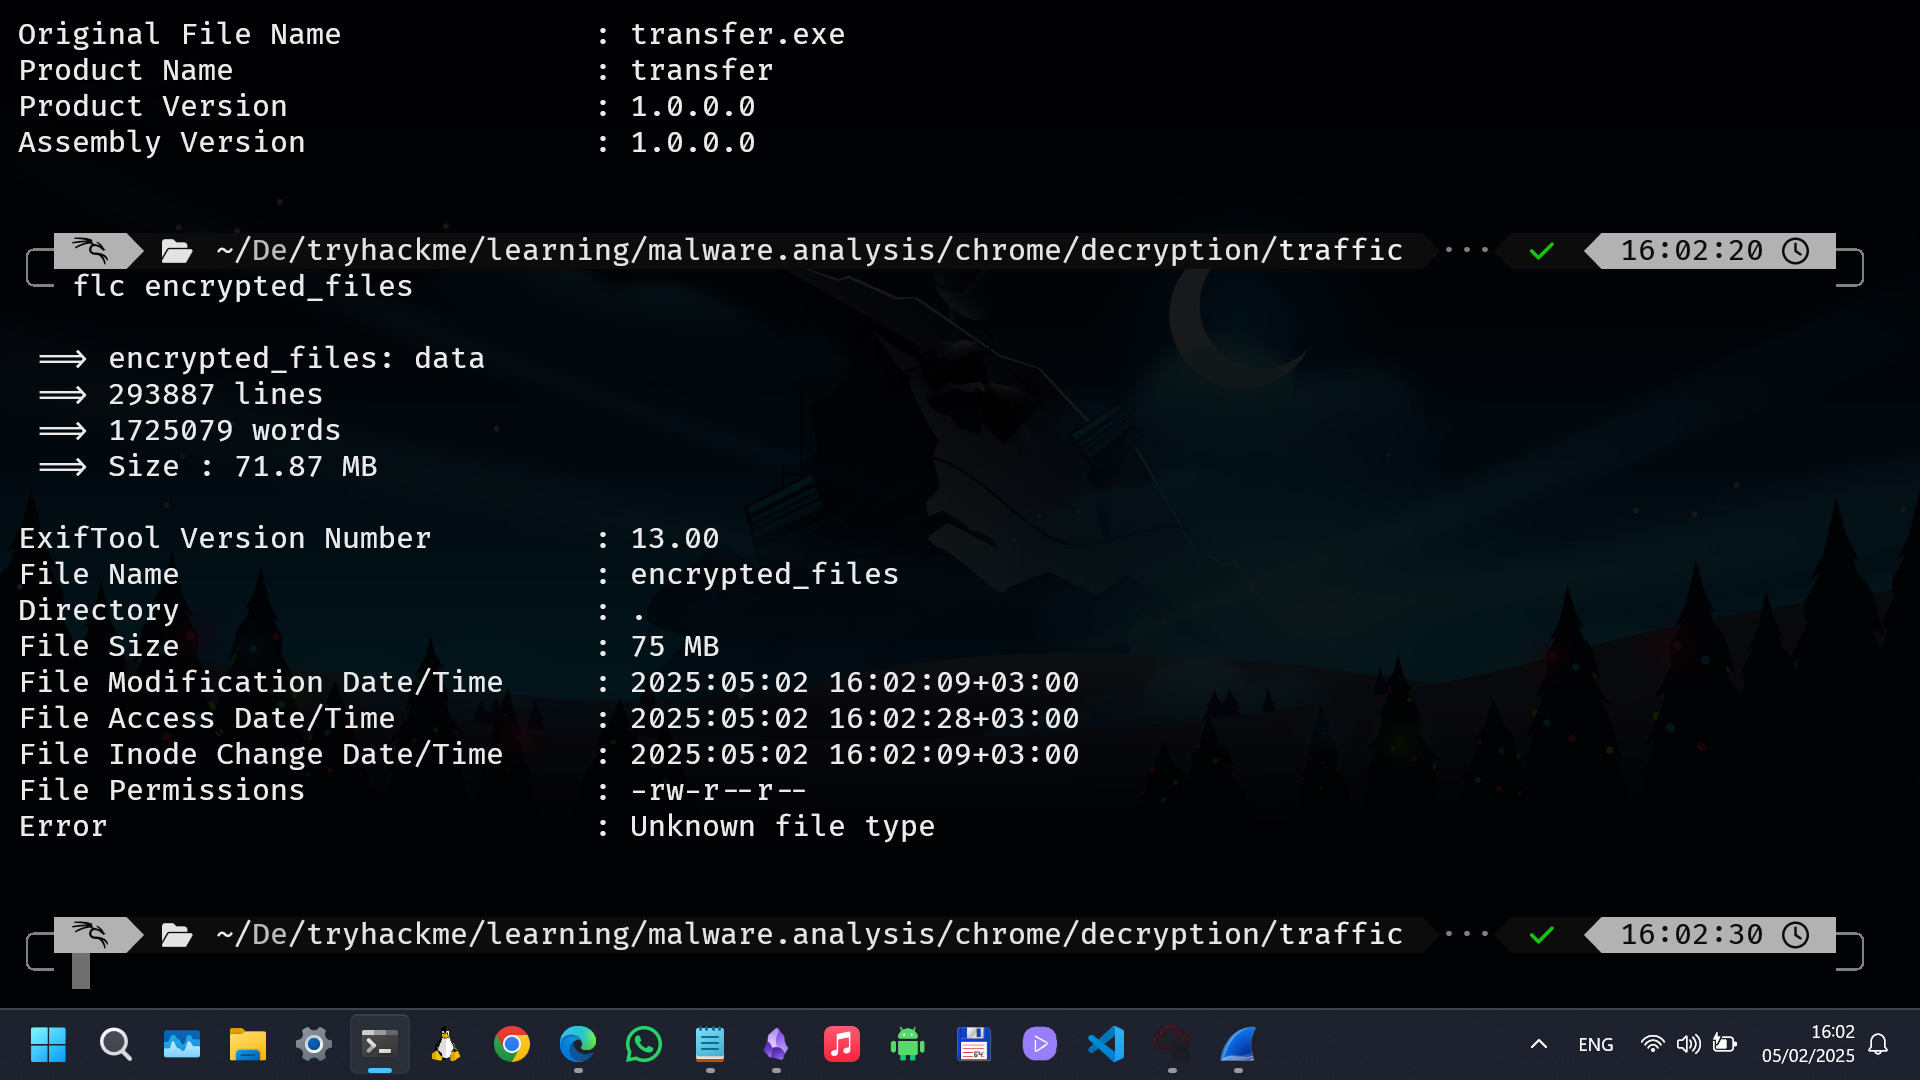 Original File Name : transfer.exe
Product Name : transfer
Product Version : 1.0.0.0
Assembly Version : 1.0.0.0
~/De/tryhackme/learning/malware.analysis/chrome/decryption/traffic ··· ✓ 16:02:20
flc encrypted_files
⟹ encrypted_files: data
⟹ 293887 lines
⟹ 1725079 words
⟹ Size : 71.87 MB
ExifTool Version Number : 13.00
File Name : encrypted_files
Directory : .
File Size : 75 MB
File Modification Date/Time : 2025:05:02 16:02:09+03:00
File Access Date/Time : 2025:05:02 16:02:28+03:00
File Inode Change Date/Time : 2025:05:02 16:02:09+03:00
File Permissions : -rw-r--r--
Error : Unknown file type
~/De/tryhackme/learning/malware.analysis/chrome/decryption/traffic ··· ✓ 16:02:30
64
ENG
16:02
05/02/2025